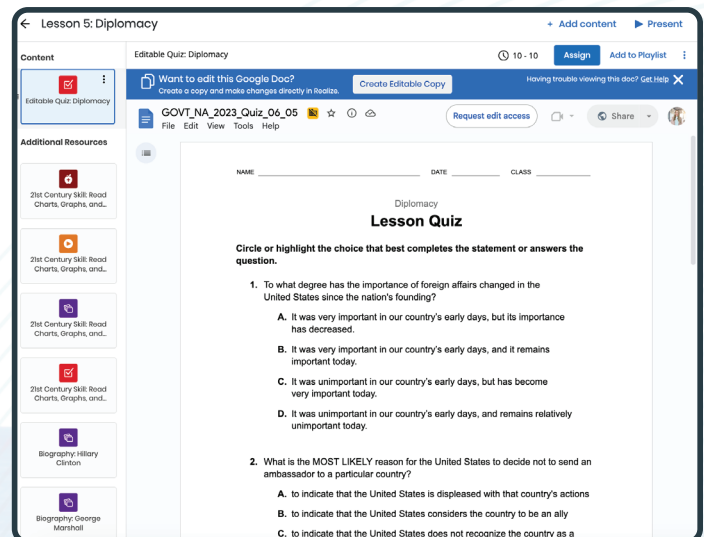 ← Lesson 5: Diplomacy
+ Add content
Present
Content
Editable Quiz: Diplomacy
10 - 10
Assign
Add to Playlist
Editable Quiz: Diplomacy
Want to edit this Google Doc?
Create a copy and make changes directly in Realize.
Create Editable Copy
Having trouble viewing this doc? Get Help
GOVT_NA_2023_Quiz_06_05
File Edit View Tools Help
Request edit access
Share
Additional Resources
21st Century Skill: Read
Charts, Graphs, and...
21st Century Skill: Read
Charts, Graphs, and...
21st Century Skill: Read
Charts, Graphs, and...
21st Century Skill: Read
Charts, Graphs, and...
Biography: Hillary
Clinton
Biography: George
Marshall
NAME DATE CLASS
Diplomacy
Lesson Quiz
Circle or highlight the choice that best completes the statement or answers the
question.
1. To what degree has the importance of foreign affairs changed in the
United States since the nation's founding?
A. It was very important in our country's early days, but its importance
has decreased.
B. It was very important in our country's early days, and it remains
important today.
C. It was unimportant in our country's early days, but has become
very important today.
D. It was unimportant in our country's early days, and remains relatively
unimportant today.
2. What is the MOST LIKELY reason for the United States to decide not to send an
ambassador to a particular country?
A. to indicate that the United States is displeased with that country's actions
B. to indicate that the United States considers the country to be an ally
C. to indicate that the United States does not recognize the country as a